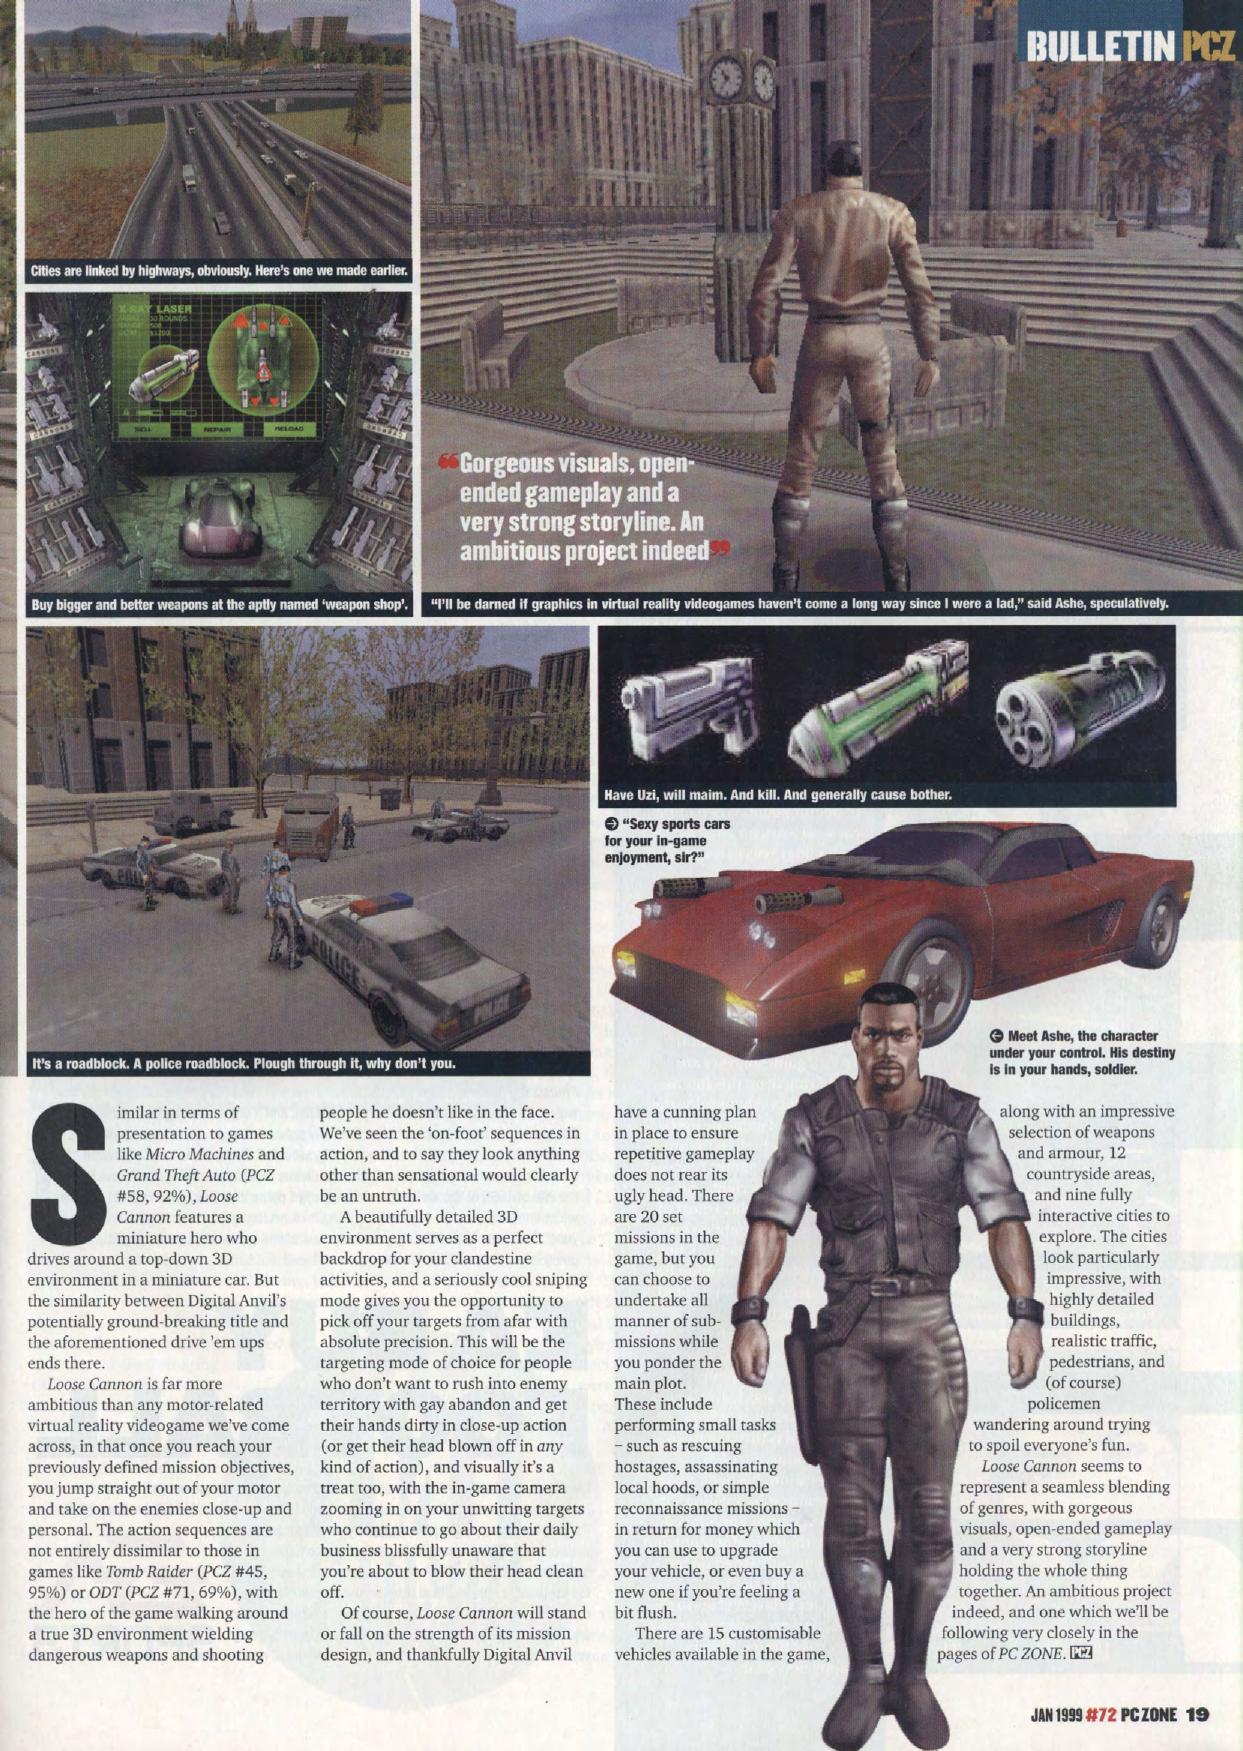 BULLETIN PCZ
Cities are linked by highways, obviously. Here's one we made earlier.
X-RAY LASER
CANNONS
CANNONS
SELL
REPAIR
RELOAD
Buy bigger and better weapons at the aptly named 'weapon shop'.
“Gorgeous visuals, open-
ended gameplay and a
very strong storyline. An
ambitious project indeed”
"I'll be darned if graphics in virtual reality videogames haven't come a long way since I were a lad," said Ashe, speculatively.
POLICE
It's a roadblock. A police roadblock. Plough through it, why don't you.
Have Uzi, will maim. And kill. And generally cause bother.
"Sexy sports cars
for your in-game
enjoyment, sir?"
Meet Ashe, the character
under your control. His destiny
is in your hands, soldier.
Similar in terms of
presentation to games
like Micro Machines and
Grand Theft Auto (PCZ
#58, 92%), Loose
Cannon features a
miniature hero who
drives around a top-down 3D
environment in a miniature car. But
the similarity between Digital Anvil's
potentially ground-breaking title and
the aforementioned drive 'em ups
ends there.
Loose Cannon is far more
ambitious than any motor-related
virtual reality videogame we've come
across, in that once you reach your
previously defined mission objectives,
you jump straight out of your motor
and take on the enemies close-up and
personal. The action sequences are
not entirely dissimilar to those in
games like Tomb Raider (PCZ #45,
95%) or ODT (PCZ #71, 69%), with
the hero of the game walking around
a true 3D environment wielding
dangerous weapons and shooting
people he doesn't like in the face.
We've seen the 'on-foot' sequences in
action, and to say they look anything
other than sensational would clearly
be an untruth.
A beautifully detailed 3D
environment serves as a perfect
backdrop for your clandestine
activities, and a seriously cool sniping
mode gives you the opportunity to
pick off your targets from afar with
absolute precision. This will be the
targeting mode of choice for people
who don't want to rush into enemy
territory with gay abandon and get
their hands dirty in close-up action
(or get their head blown off in any
kind of action), and visually it's a
treat too, with the in-game camera
zooming in on your unwitting targets
who continue to go about their daily
business blissfully unaware that
you're about to blow their head clean
off.
Of course, Loose Cannon will stand
or fall on the strength of its mission
design, and thankfully Digital Anvil
have a cunning plan
in place to ensure
repetitive gameplay
does not rear its
ugly head. There
are 20 set
missions in the
game, but you
can choose to
undertake all
manner of sub-
missions while
you ponder the
main plot.
These include
performing small tasks
– such as rescuing
hostages, assassinating
local hoods, or simple
reconnaissance missions –
in return for money which
you can use to upgrade
your vehicle, or even buy a
new one if you're feeling a
bit flush.
There are 15 customisable
vehicles available in the game,
along with an impressive
selection of weapons
and armour, 12
countryside areas,
and nine fully
interactive cities to
explore. The cities
look particularly
impressive, with
highly detailed
buildings,
realistic traffic,
pedestrians, and
(of course)
policemen
wandering around trying
to spoil everyone's fun.
Loose Cannon seems to
represent a seamless blending
of genres, with gorgeous
visuals, open-ended gameplay
and a very strong storyline
holding the whole thing
together. An ambitious project
indeed, and one which we'll be
following very closely in the
pages of PC ZONE. PCZ
JAN 1999 #72 PC ZONE 19